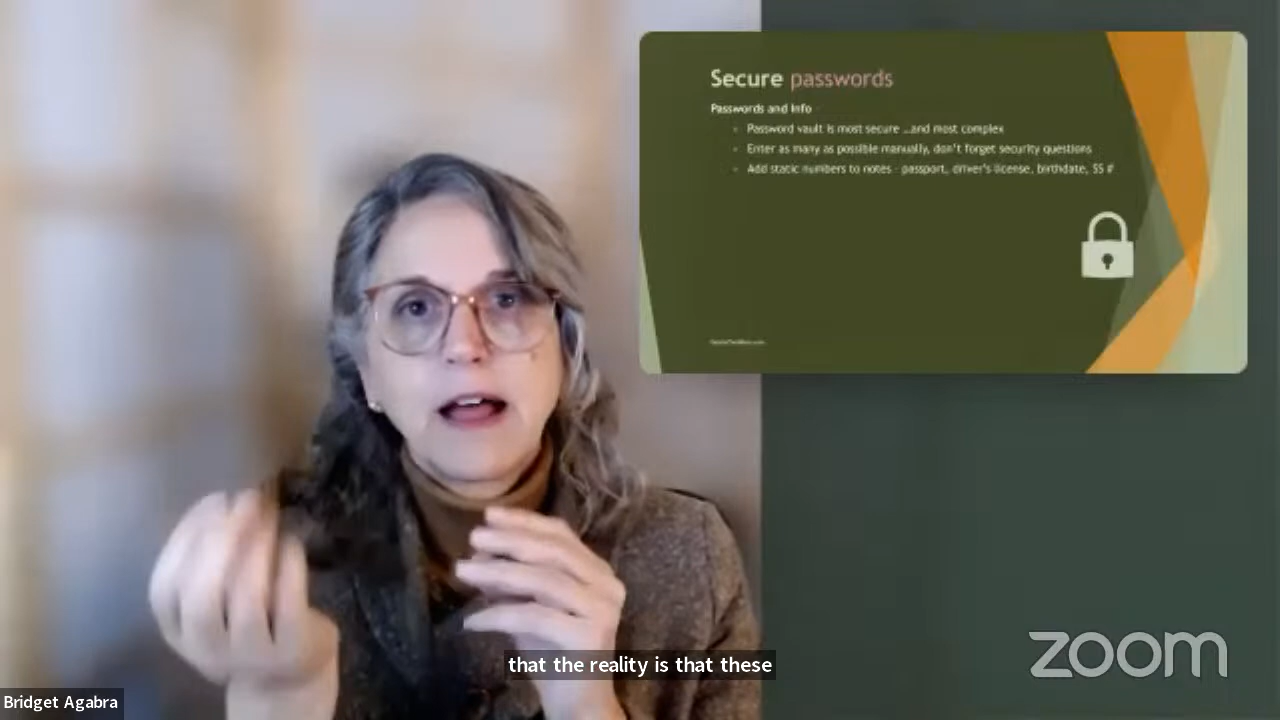 Secure passwords
Passwords and Info
Password vault is most secure …and most complex
Enter as many as possible manually, don't forget security questions
Add static numbers to notes - passport, driver's license, birthdate, SS #
that the reality is that these
zoom
Bridget Agabra